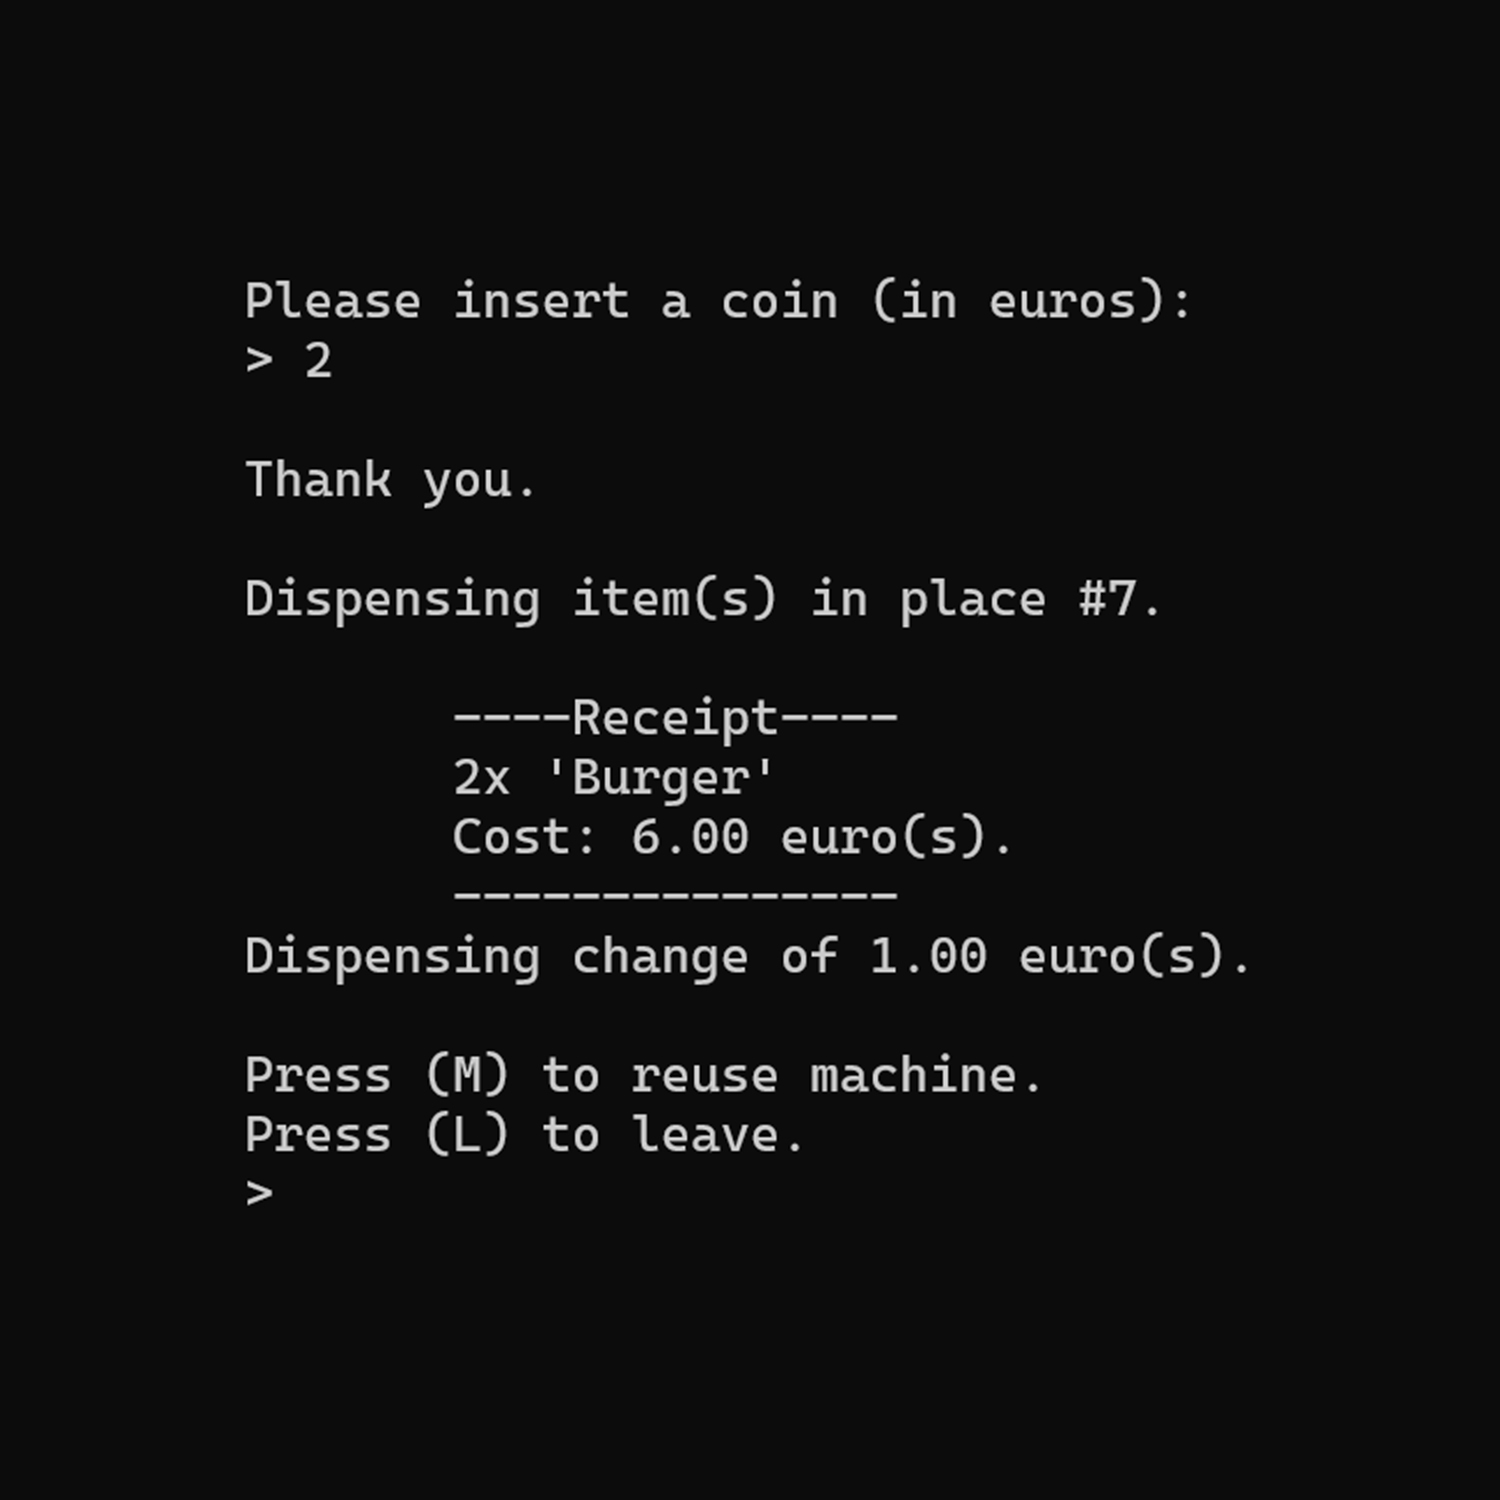 Please insert a coin (in euros):
> 2
Thank you.
Dispensing item(s) in place #7.
----Receipt----
2x 'Burger'
Cost: 6.00 euro(s).
---------------
Dispensing change of 1.00 euro(s).
Press (M) to reuse machine.
Press (L) to leave.
>